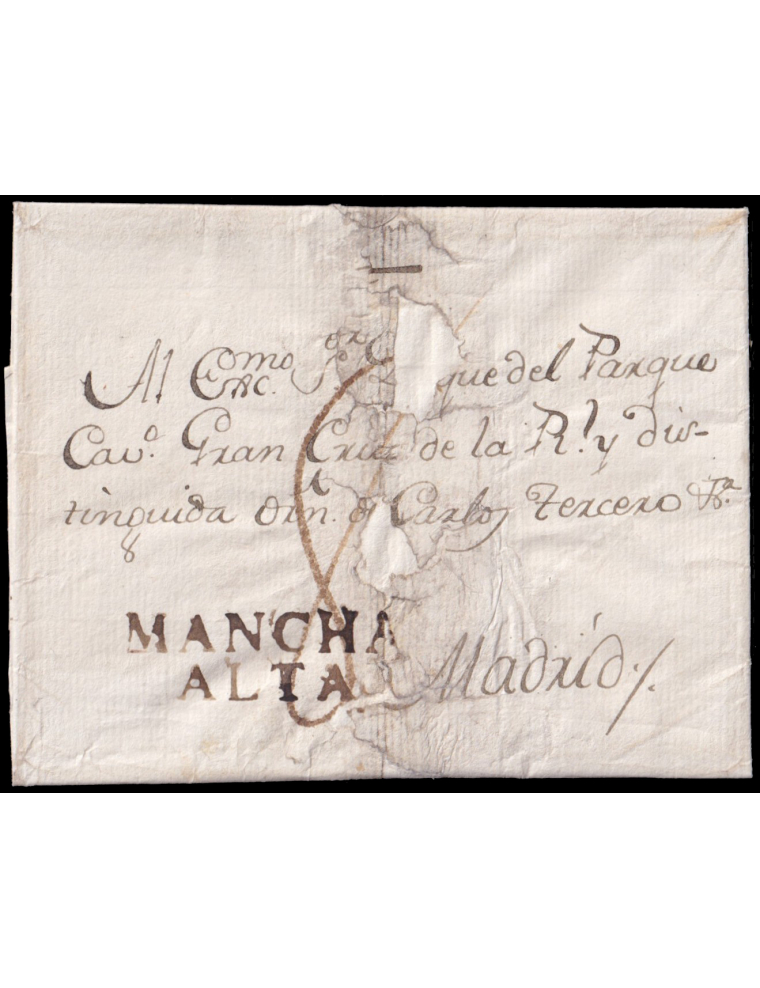 Al Excmo Sor que del Parque
Cavo. Gran Cruz de la Rl. y dis-
tinguida Orn. de Carlos Tercero &a.
MANCHA
ALTA
Madrid./.